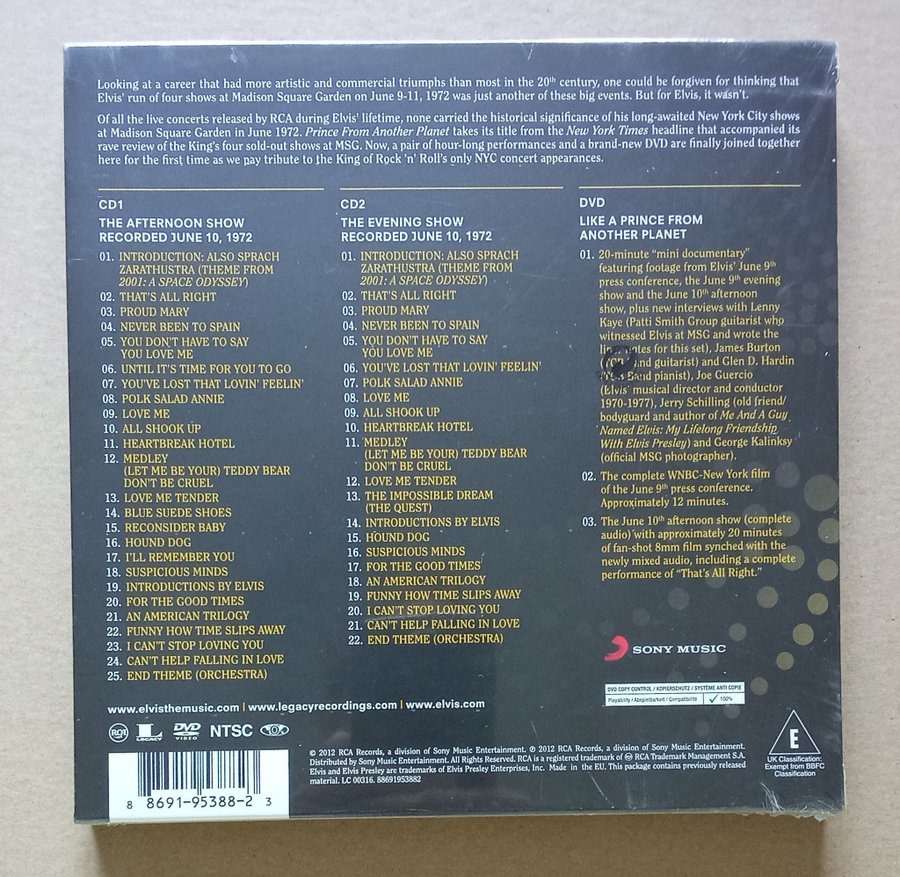 Looking at a career that had more artistic and commercial triumphs than most in the 20th century, one could be forgiven for thinking that
Elvis' run of four shows at Madison Square Garden on June 9-11, 1972 was just another of these big events. But for Elvis, it wasn't.
Of all the live concerts released by RCA during Elvis' lifetime, none carried the historical significance of his long-awaited New York City shows
at Madison Square Garden in June 1972. Prince From Another Planet takes its title from the New York Times headline that accompanied its
rave review of the King's four sold-out shows at MSG. Now, a pair of hour-long performances and a brand-new DVD are finally joined together
here for the first time as we pay tribute to the King of Rock 'n' Roll's only NYC concert appearances.
CD1
THE AFTERNOON SHOW
RECORDED JUNE 10, 1972
01. INTRODUCTION: ALSO SPRACH
ZARATHUSTRA (THEME FROM
2001: A SPACE ODYSSEY)
02. THAT'S ALL RIGHT
03. PROUD MARY
04. NEVER BEEN TO SPAIN
05. YOU DON'T HAVE TO SAY
YOU LOVE ME
06. UNTIL IT'S TIME FOR YOU TO GO
07. YOU'VE LOST THAT LOVIN' FEELIN'
08. POLK SALAD ANNIE
09. LOVE ME
10. ALL SHOOK UP
11. HEARTBREAK HOTEL
12. MEDLEY
(LET ME BE YOUR) TEDDY BEAR
DON'T BE CRUEL
13. LOVE ME TENDER
14. BLUE SUEDE SHOES
15. RECONSIDER BABY
16. HOUND DOG
17. I'LL REMEMBER YOU
18. SUSPICIOUS MINDS
19. INTRODUCTIONS BY ELVIS
20. FOR THE GOOD TIMES
21. AN AMERICAN TRILOGY
22. FUNNY HOW TIME SLIPS AWAY
23. I CAN'T STOP LOVING YOU
24. CAN'T HELP FALLING IN LOVE
25. END THEME (ORCHESTRA)
CD2
THE EVENING SHOW
RECORDED JUNE 10, 1972
01. INTRODUCTION: ALSO SPRACH
ZARATHUSTRA (THEME FROM
2001: A SPACE ODYSSEY)
02. THAT'S ALL RIGHT
03. PROUD MARY
04. NEVER BEEN TO SPAIN
05. YOU DON'T HAVE TO SAY
YOU LOVE ME
06. YOU'VE LOST THAT LOVIN' FEELIN'
07. POLK SALAD ANNIE
08. LOVE ME
09. ALL SHOOK UP
10. HEARTBREAK HOTEL
11. MEDLEY
(LET ME BE YOUR) TEDDY BEAR
DON'T BE CRUEL
12. LOVE ME TENDER
13. THE IMPOSSIBLE DREAM
(THE QUEST)
14. INTRODUCTIONS BY ELVIS
15. HOUND DOG
16. SUSPICIOUS MINDS
17. FOR THE GOOD TIMES
18. AN AMERICAN TRILOGY
19. FUNNY HOW TIME SLIPS AWAY
20. I CAN'T STOP LOVING YOU
21. CAN'T HELP FALLING IN LOVE
22. END THEME (ORCHESTRA)
DVD
LIKE A PRINCE FROM
ANOTHER PLANET
01. 20-minute "mini documentary"
featuring footage from Elvis' June 9th
press conference, the June 9th evening
show and the June 10th afternoon
show, plus new interviews with Lenny
Kaye (Patti Smith Group guitarist who
witnessed Elvis at MSG and wrote the
notes for this set), James Burton
guitarist) and Glen D. Hardin
Band pianist), Joe Guercio
(Elvis' musical director and conductor
1970-1977), Jerry Schilling (old friend/
bodyguard and author of Me And A Guy
Named Elvis: My Lifelong Friendship
With Elvis Presley) and George Kalinksy
(official MSG photographer).
02. The complete WNBC-New York film
of the June 9th press conference.
Approximately 12 minutes.
03. The June 10th afternoon show (complete
audio) with approximately 20 minutes
of fan-shot 8mm film synched with the
newly mixed audio, including a complete
performance of "That's All Right."
SONY MUSIC
DVD COPY CONTROL / KOPIERSCHUTZ / SYSTÈME ANTI COPIE
Playability / Abspielbarkeit / Compatibilité 100%
www.elvisthemusic.com | www.legacyrecordings.com | www.elvis.com
RCA LEGACY DVD VIDEO NTSC
E
UK Classification:
Exempt from BBFC
Classification
© 2012 RCA Records, a division of Sony Music Entertainment. ℗ 2012 RCA Records, a division of Sony Music Entertainment.
Distributed by Sony Music Entertainment. All Rights Reserved. RCA is a registered trademark of RCA Trademark Management S.A.
Elvis and Elvis Presley are trademarks of Elvis Presley Enterprises, Inc. Made in the EU. This package contains previously released
material. LC 00316. 88691953882
8 86919-53882 3